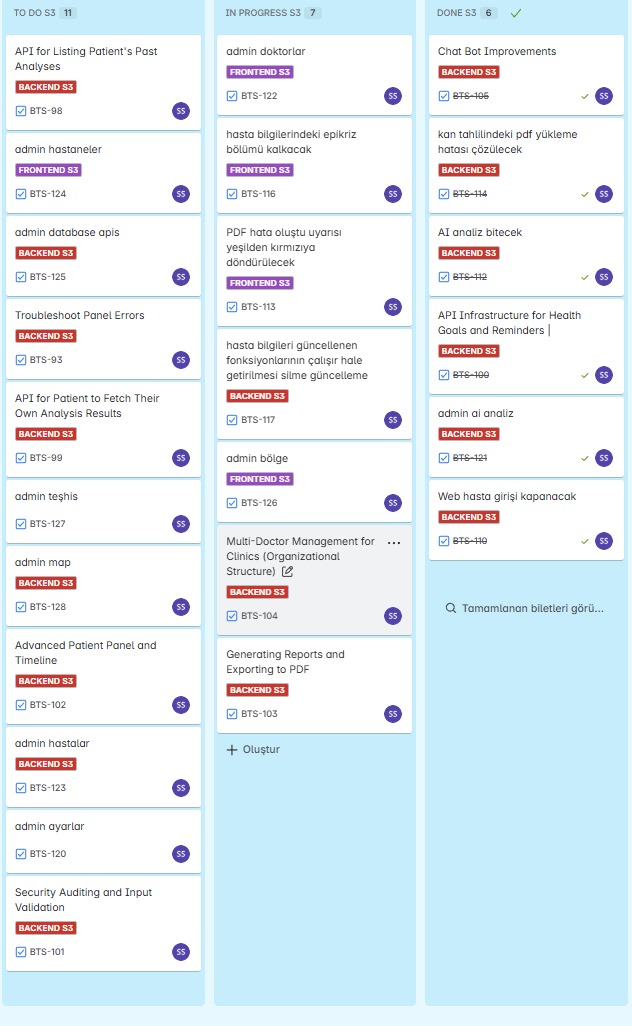 TO DO S3 11
API for Listing Patient's Past
Analyses
BACKEND S3
BTS-98 SS
admin hastaneler
FRONTEND S3
BTS-124 SS
admin database apis
BACKEND S3
BTS-125 SS
Troubleshoot Panel Errors
BACKEND S3
BTS-93 SS
API for Patient to Fetch Their
Own Analysis Results
BACKEND S3
BTS-99 SS
admin teşhis
BTS-127 SS
admin map
BACKEND S3
BTS-128 SS
Advanced Patient Panel and
Timeline
BACKEND S3
BTS-102 SS
admin hastalar
BACKEND S3
BTS-123 SS
admin ayarlar
BTS-120 SS
Security Auditing and Input
Validation
BACKEND S3
BTS-101 SS
IN PROGRESS S3 7
admin doktorlar
FRONTEND S3
BTS-122 SS
hasta bilgilerindeki epikriz
bölümü kalkacak
FRONTEND S3
BTS-116 SS
PDF hata oluştu uyarısı
yeşilden kırmızıya
döndürülecek
FRONTEND S3
BTS-113 SS
hasta bilgileri güncellenen
fonksiyonlarının çalışır hale
getirilmesi silme güncelleme
BACKEND S3
BTS-117 SS
admin bölge
FRONTEND S3
BTS-126 SS
Multi-Doctor Management for
Clinics (Organizational
Structure)
BACKEND S3
BTS-104 SS
Generating Reports and
Exporting to PDF
BACKEND S3
BTS-103 SS
+ Oluştur
DONE S3 6
Chat Bot Improvements
BACKEND S3
BTS-105 SS
kan tahlilindeki pdf yükleme
hatası çözülecek
BACKEND S3
BTS-114 SS
AI analiz bitecek
BACKEND S3
BTS-112 SS
API Infrastructure for Health
Goals and Reminders |
BACKEND S3
BTS-100 SS
admin ai analiz
BACKEND S3
BTS-121 SS
Web hasta girişi kapanacak
BACKEND S3
BTS-110 SS
Tamamlanan biletleri görü...